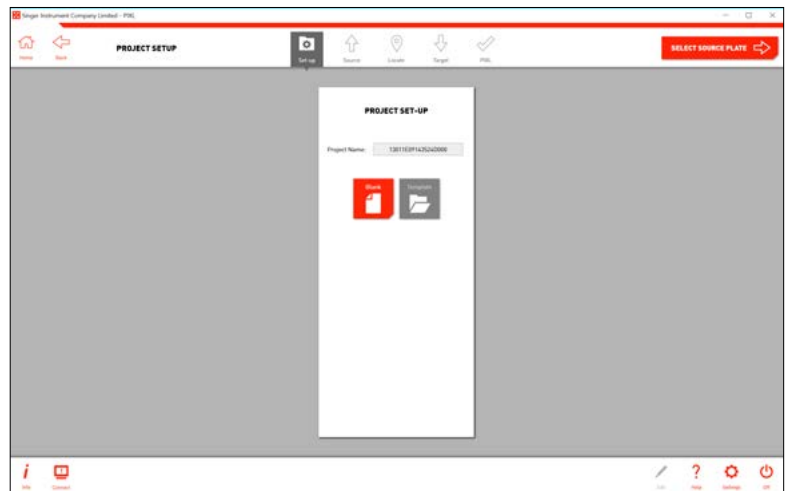 Singer Instrument Company Limited - PIXL
Home
Back
PROJECT SETUP
Set-up
Source
Locate
Target
PIXL
SELECT SOURCE PLATE
PROJECT SET-UP
Project Name:
Blank
Template
Info
Connect
Edit
Help
Settings
Off